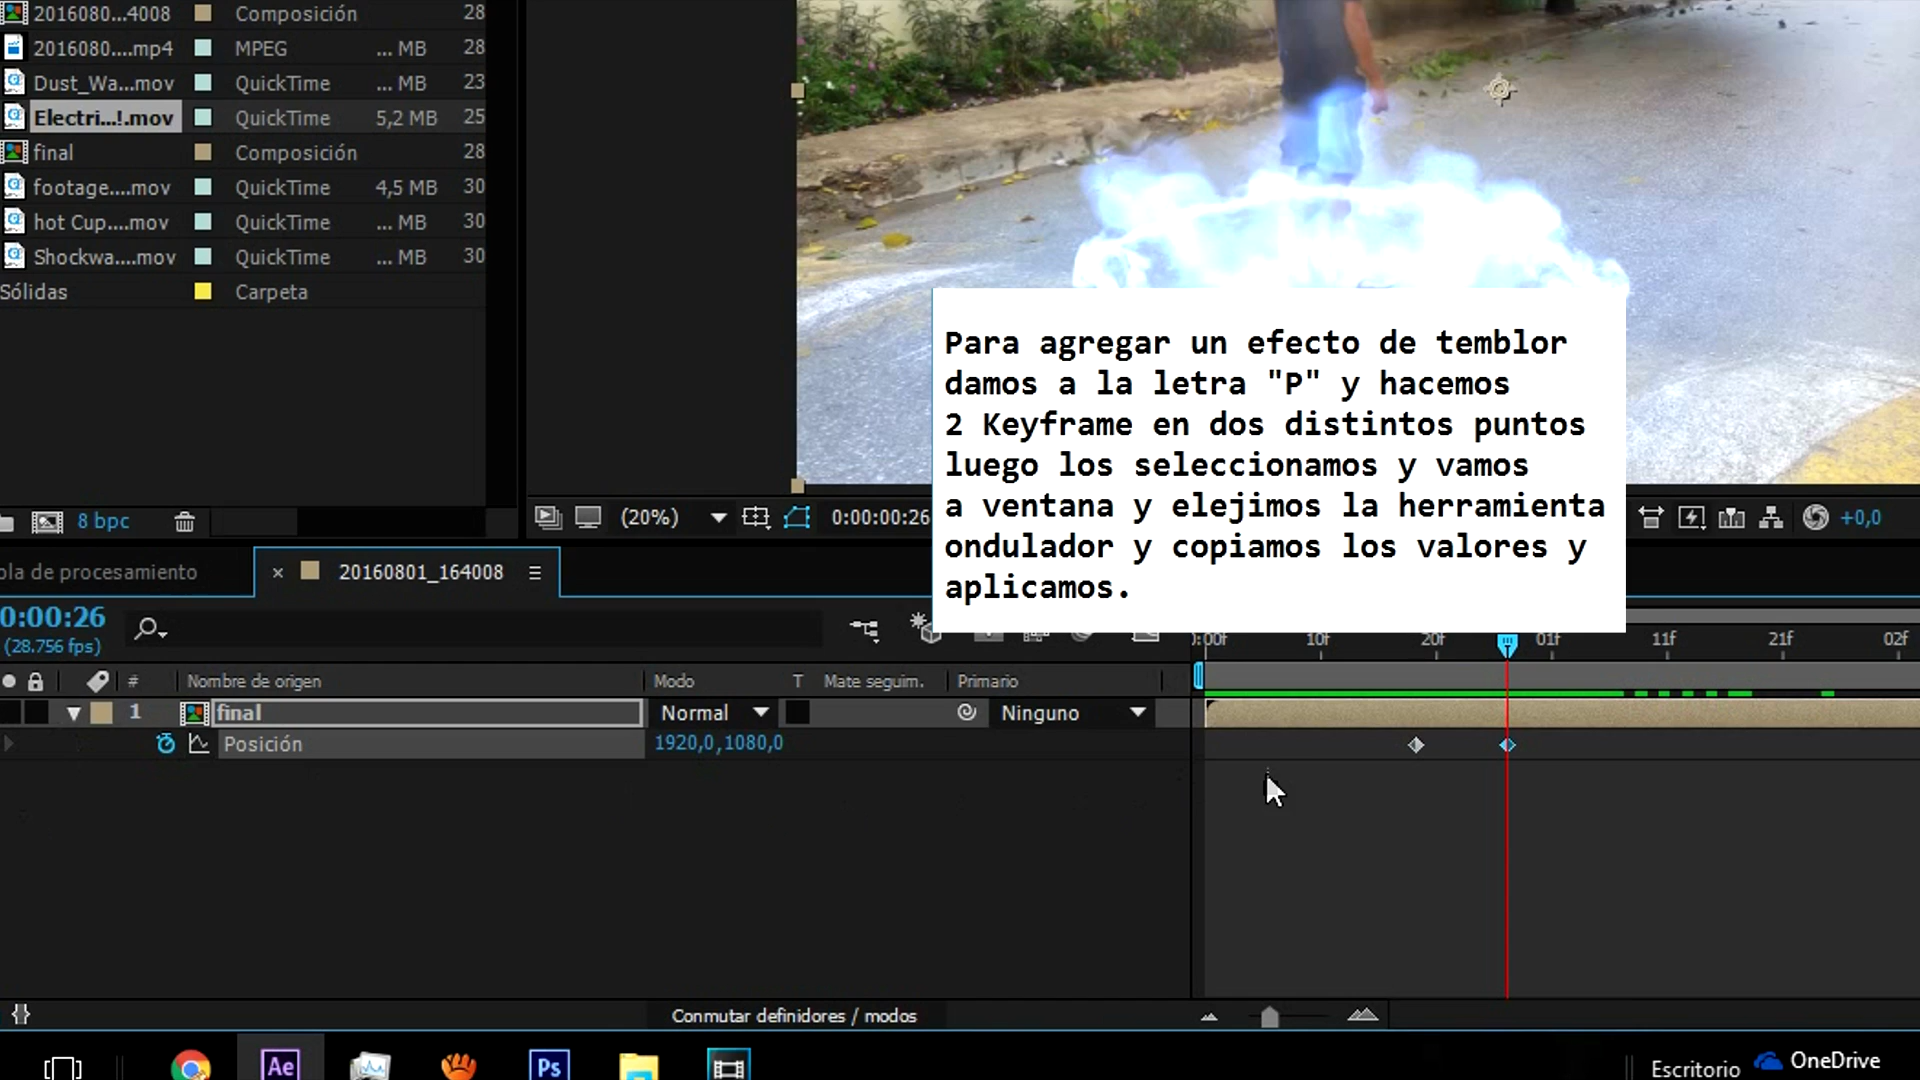 2016080...4008 Composición 28
2016080....mp4 MPEG ... MB 28
Dust_Wa...mov QuickTime ... MB 23
Electri...!.mov QuickTime 5,2 MB 25
final Composición 28
footage....mov QuickTime 4,5 MB 30
hot Cup....mov QuickTime ... MB 30
Shockwa....mov QuickTime ... MB 30
Sólidas Carpeta
8 bpc
(20%) 0:00:00:26
+0,0
Para agregar un efecto de temblor
damos a la letra "P" y hacemos
2 Keyframe en dos distintos puntos
luego los seleccionamos y vamos
a ventana y elejimos la herramienta
ondulador y copiamos los valores y
aplicamos.
ola de procesamiento × 20160801_164008
0:00:26
(28.756 fps)
:00f 10f 20f 01f 11f 21f 02f
# Nombre de origen Modo T Mate seguim. Primario
1 final Normal Ninguno
Posición 1920,0,1080,0
Conmutar definidores / modos
Ae Ps Escritorio OneDrive